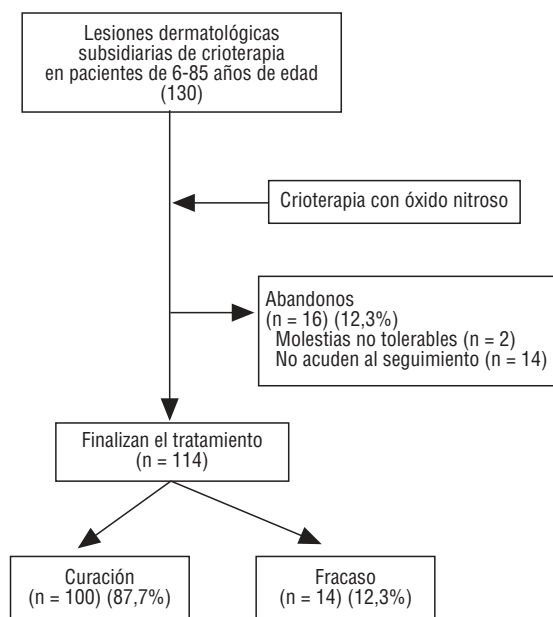 Lesiones dermatológicas
subsidiarias de crioterapia
en pacientes de 6-85 años de edad
(130)
Crioterapia con óxido nitroso
Abandonos
(n = 16) (12,3%)
Molestias no tolerables (n = 2)
No acuden al seguimiento (n = 14)
Finalizan el tratamiento
(n = 114)
Curación
(n = 100) (87,7%)
Fracaso
(n = 14) (12,3%)